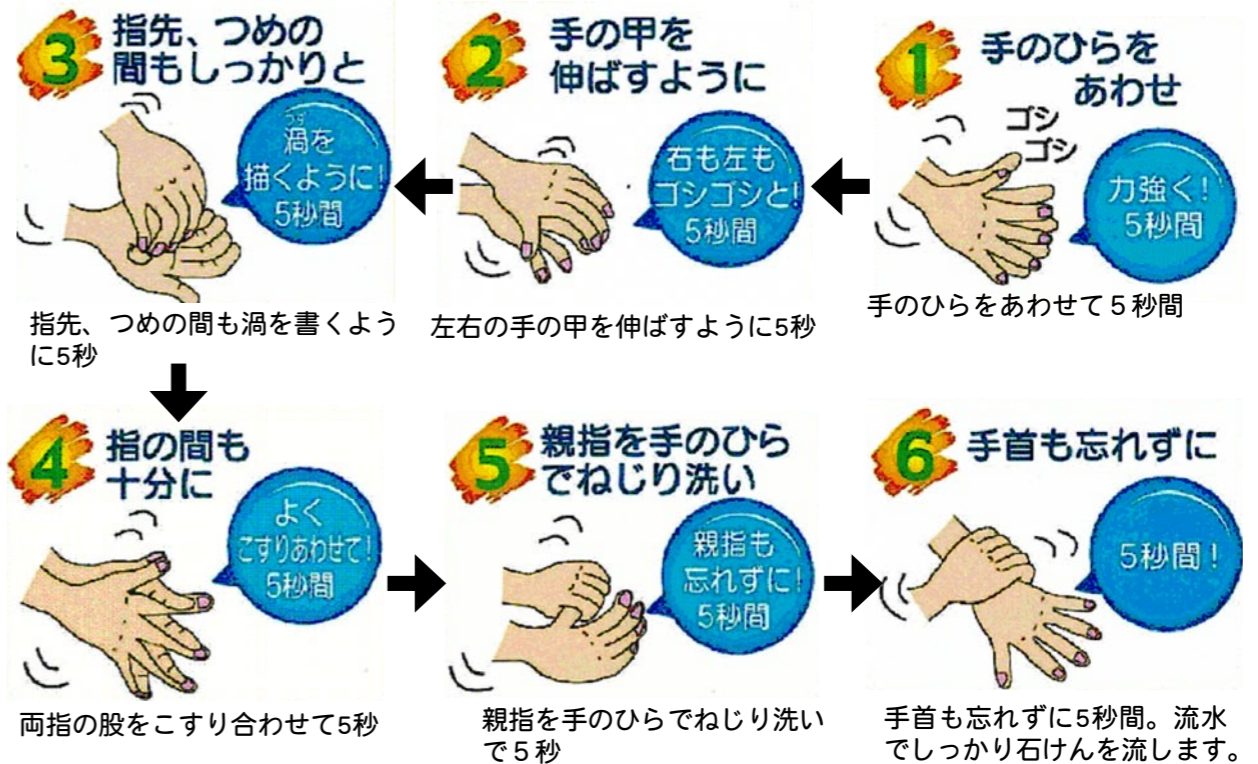 1
手のひらを
あわせ
ゴシ
ゴシ
力強く!
5秒間
手のひらをあわせて5秒間
2
手の甲を
伸ばすように
右も左も
ゴシゴシと!
5秒間
左右の手の甲を伸ばすように5秒
3
指先、つめの
間もしっかりと
うず
渦を
描くように!
5秒間
指先、つめの間も渦を書くよう
に5秒
4
指の間も
十分に
よく
こすりあわせて!
5秒間
両指の股をこすり合わせて5秒
5
親指を手のひら
でねじり洗い
親指も
忘れずに!
5秒間
親指を手のひらでねじり洗い
で5秒
6
手首も忘れずに
5秒間!
手首も忘れずに5秒間。流水
でしっかり石けんを流します。